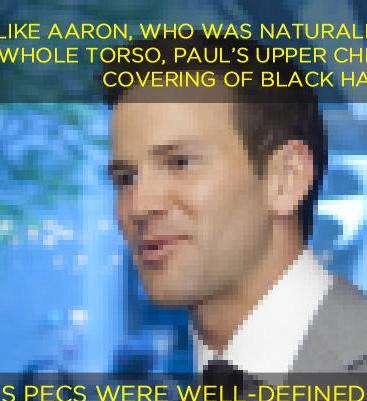 LIKE AARON, WHO WAS
WHOLE TORSO, PAUL'S UPPER
COVERING OF BLACK
PECS WERE WELL-DEFINED